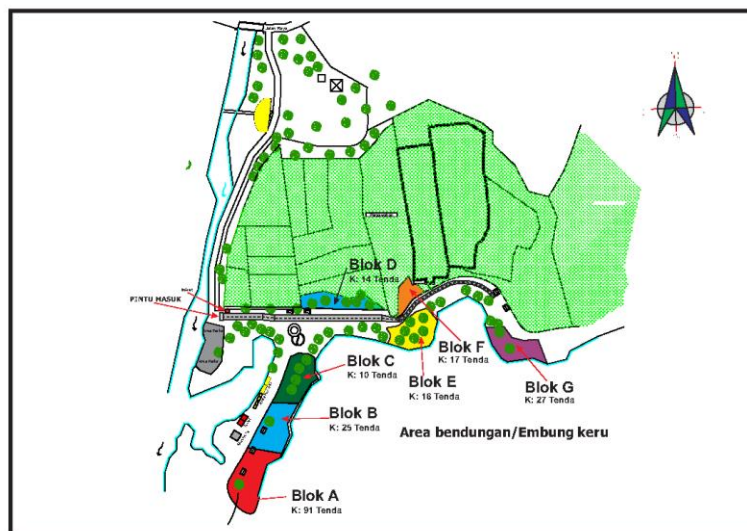 Blok D
K: 14 Tenda
PINTU MASUK
Blok F
K: 17 Tenda
Blok C
K: 10 Tenda
Blok E
K: 16 Tenda
Blok G
K: 27 Tenda
Blok B
K: 25 Tenda
Area bendungan/Embung keru
Blok A
K: 91 Tenda